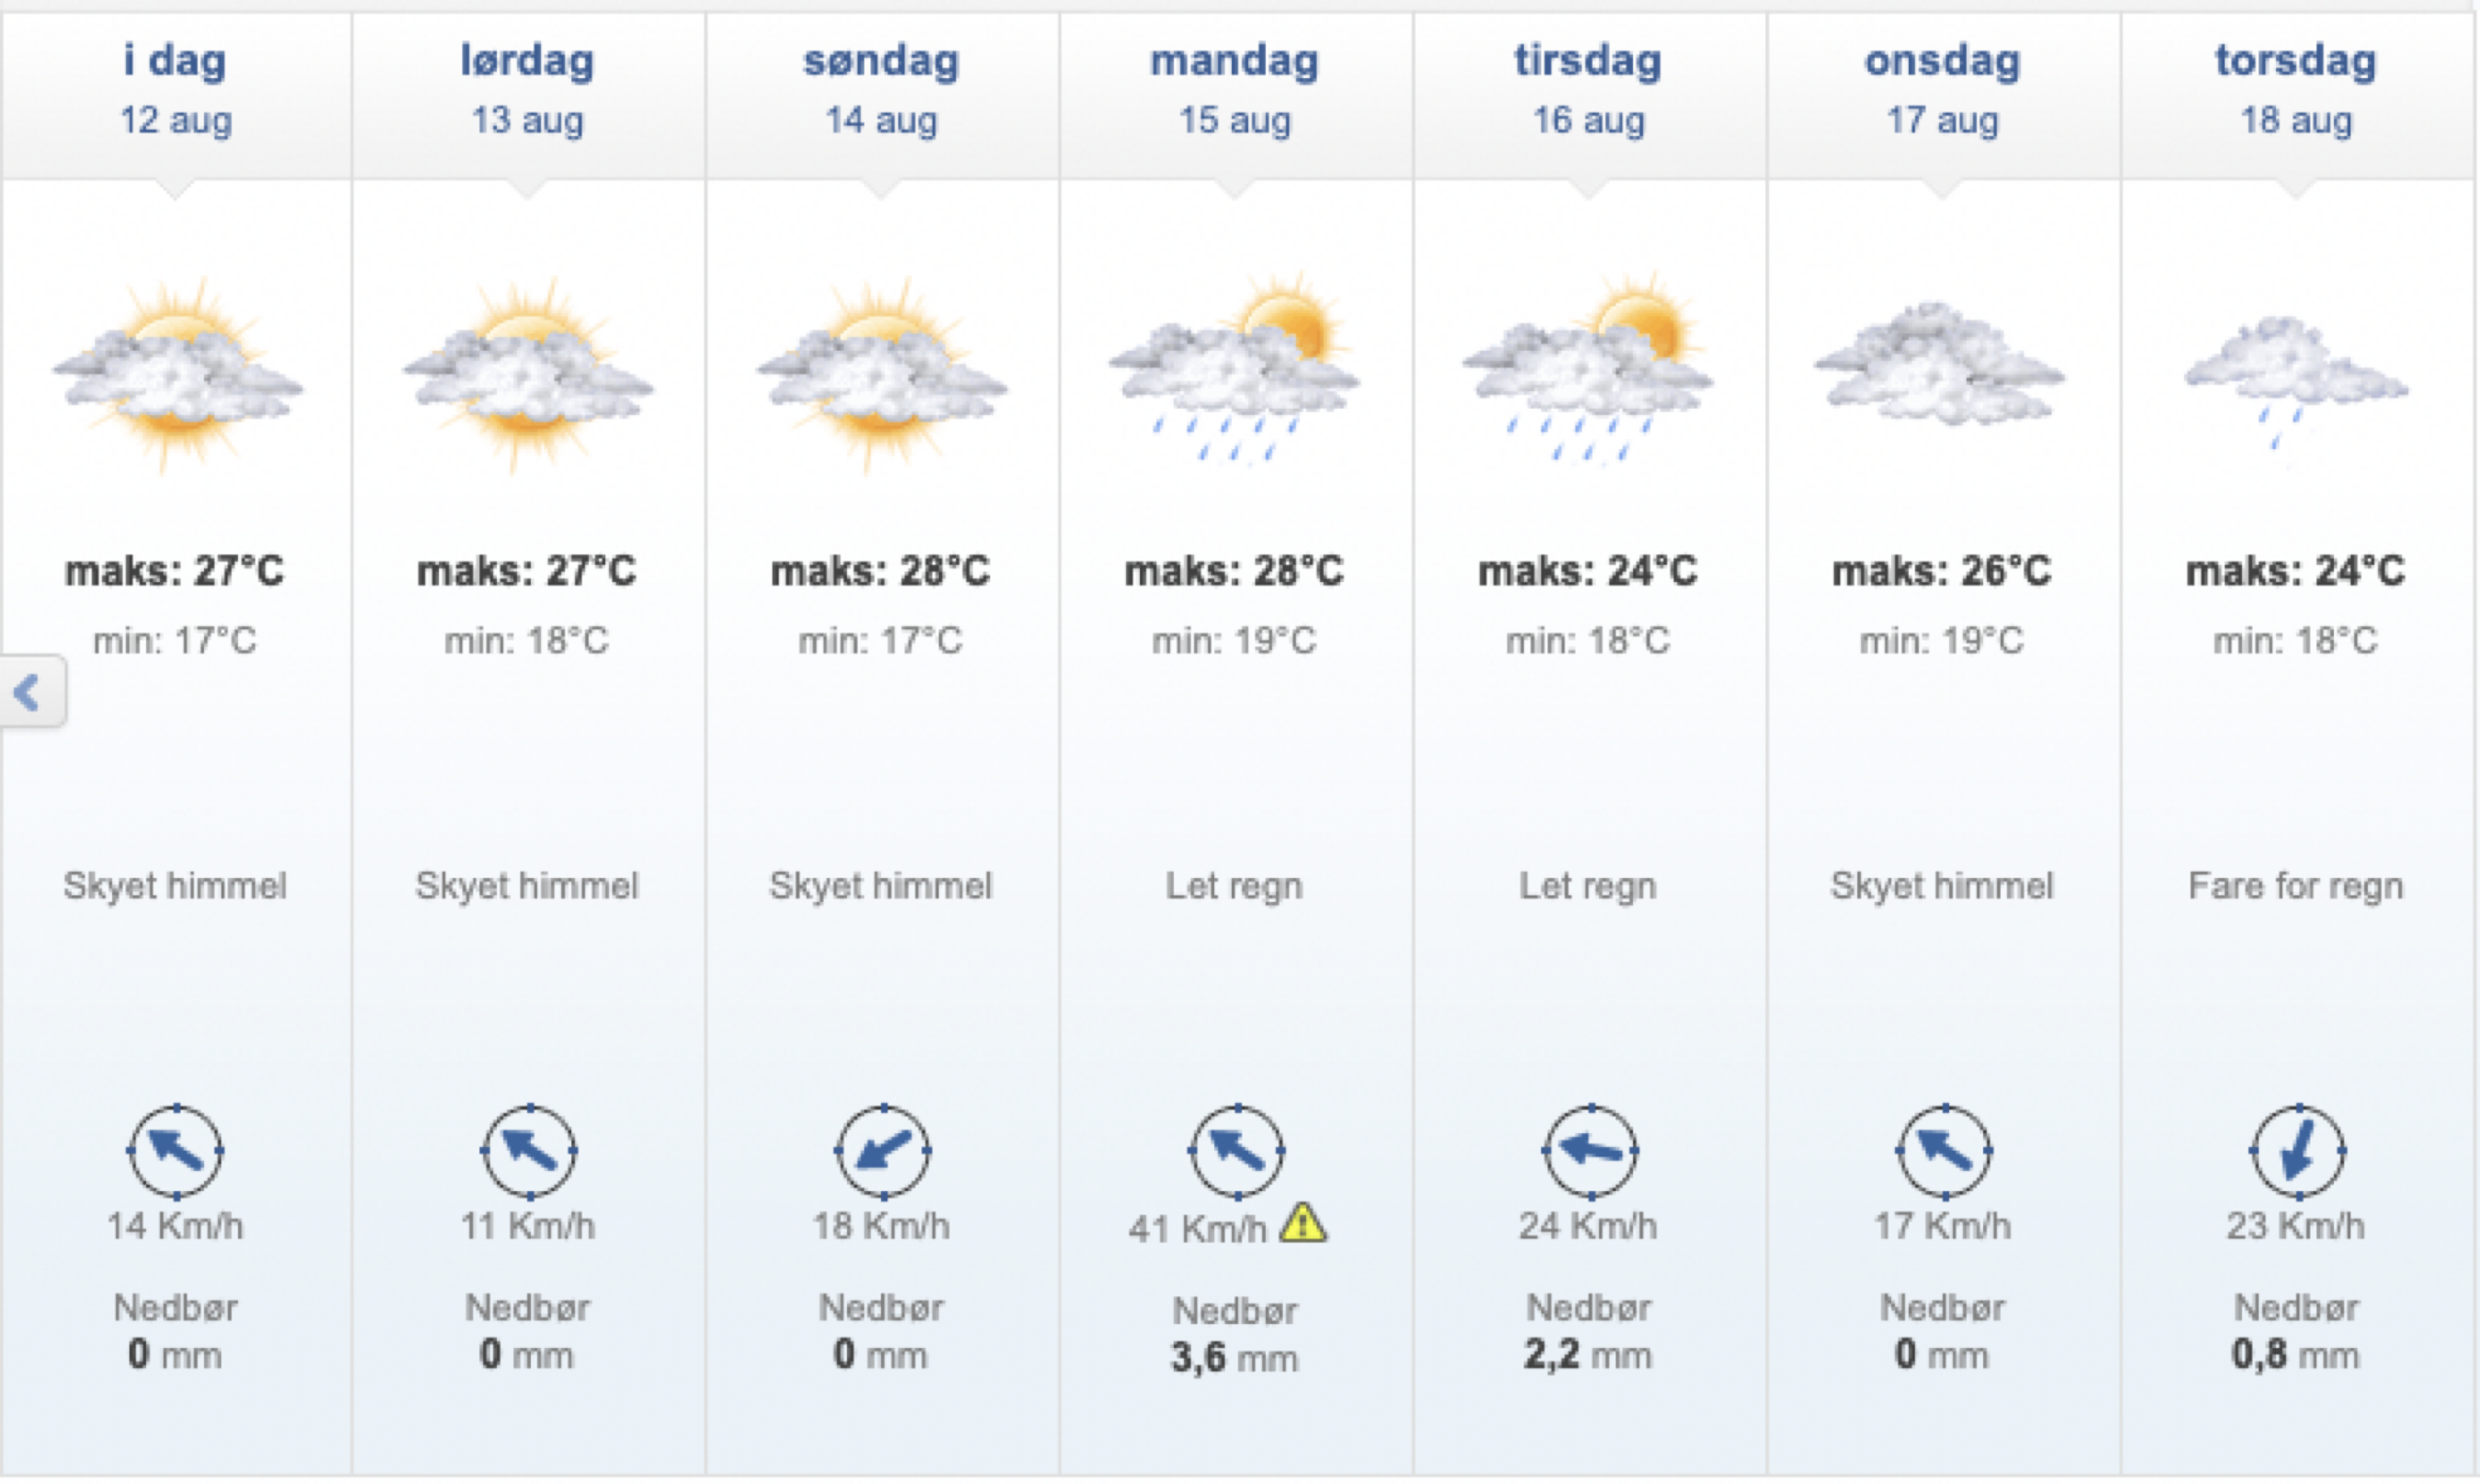 i dag
12 aug
maks: 27°C
min: 17°C
Skyet himmel
14 Km/h
Nedbør
0 mm
lørdag
13 aug
maks: 27°C
min: 18°C
Skyet himmel
11 Km/h
Nedbør
0 mm
søndag
14 aug
maks: 28°C
min: 17°C
Skyet himmel
18 Km/h
Nedbør
0 mm
mandag
15 aug
maks: 28°C
min: 19°C
Let regn
41 Km/h
Nedbør
3,6 mm
tirsdag
16 aug
maks: 24°C
min: 18°C
Let regn
24 Km/h
Nedbør
2,2 mm
onsdag
17 aug
maks: 26°C
min: 19°C
Skyet himmel
17 Km/h
Nedbør
0 mm
torsdag
18 aug
maks: 24°C
min: 18°C
Fare for regn
23 Km/h
Nedbør
0,8 mm